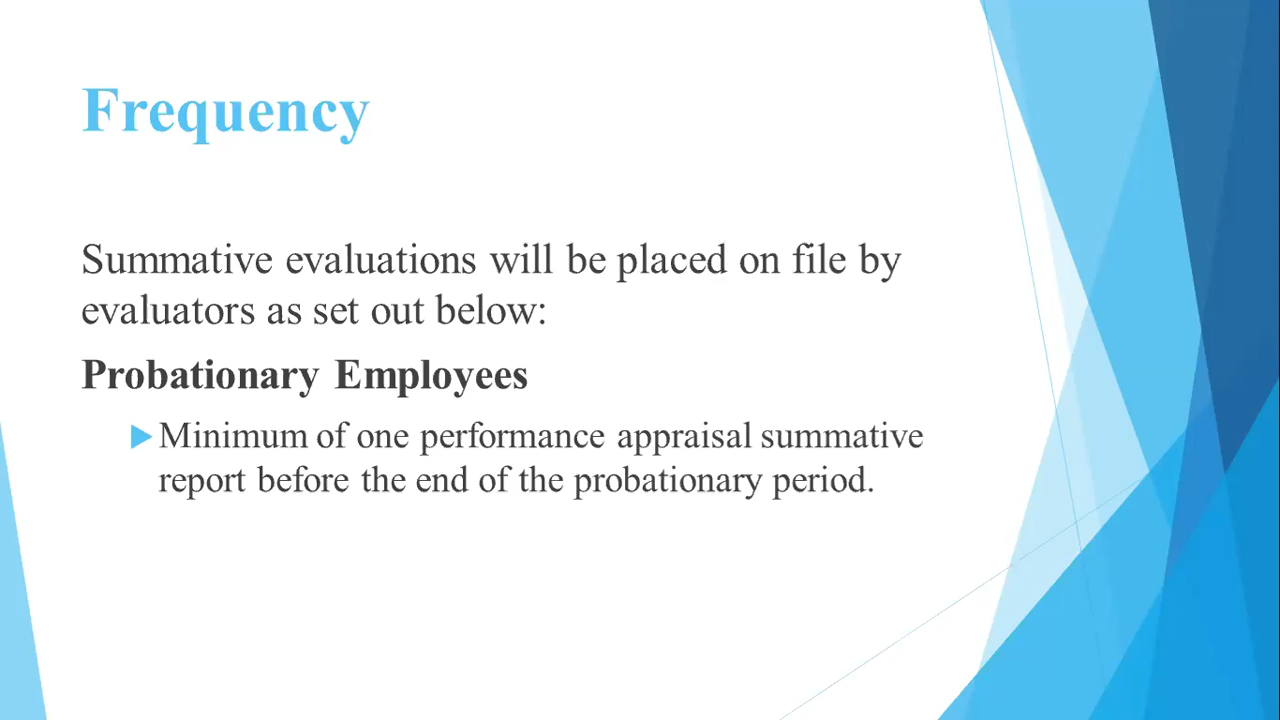 Frequency
Summative evaluations will be placed on file by
evaluators as set out below:
Probationary Employees
Minimum of one performance appraisal summative
report before the end of the probationary period.